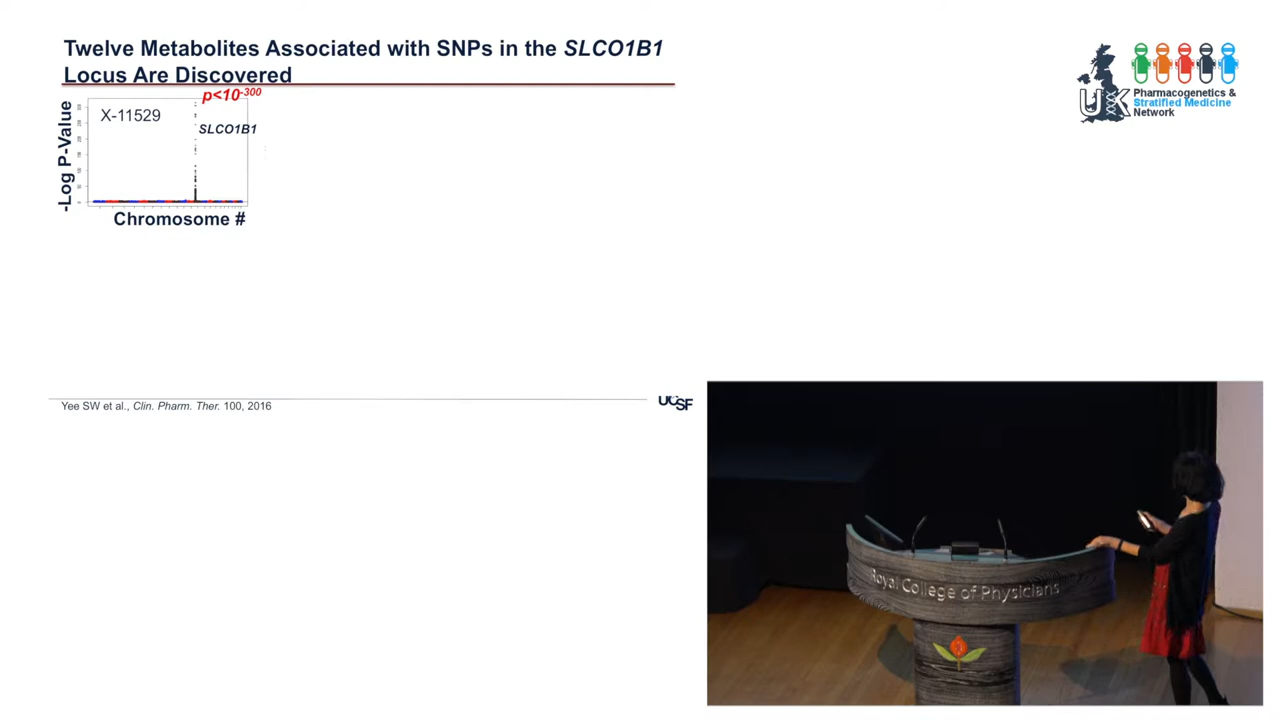 Twelve Metabolites Associated with SNPs in the SLCO1B1
Locus Are Discovered
p<10-300
X-11529
SLCO1B1
-Log P-Value
Chromosome #
Yee SW et al., Clin. Pharm. Ther. 100, 2016
UCSF
UK
Pharmacogenetics &
Stratified Medicine
Network
Royal College of Physicians